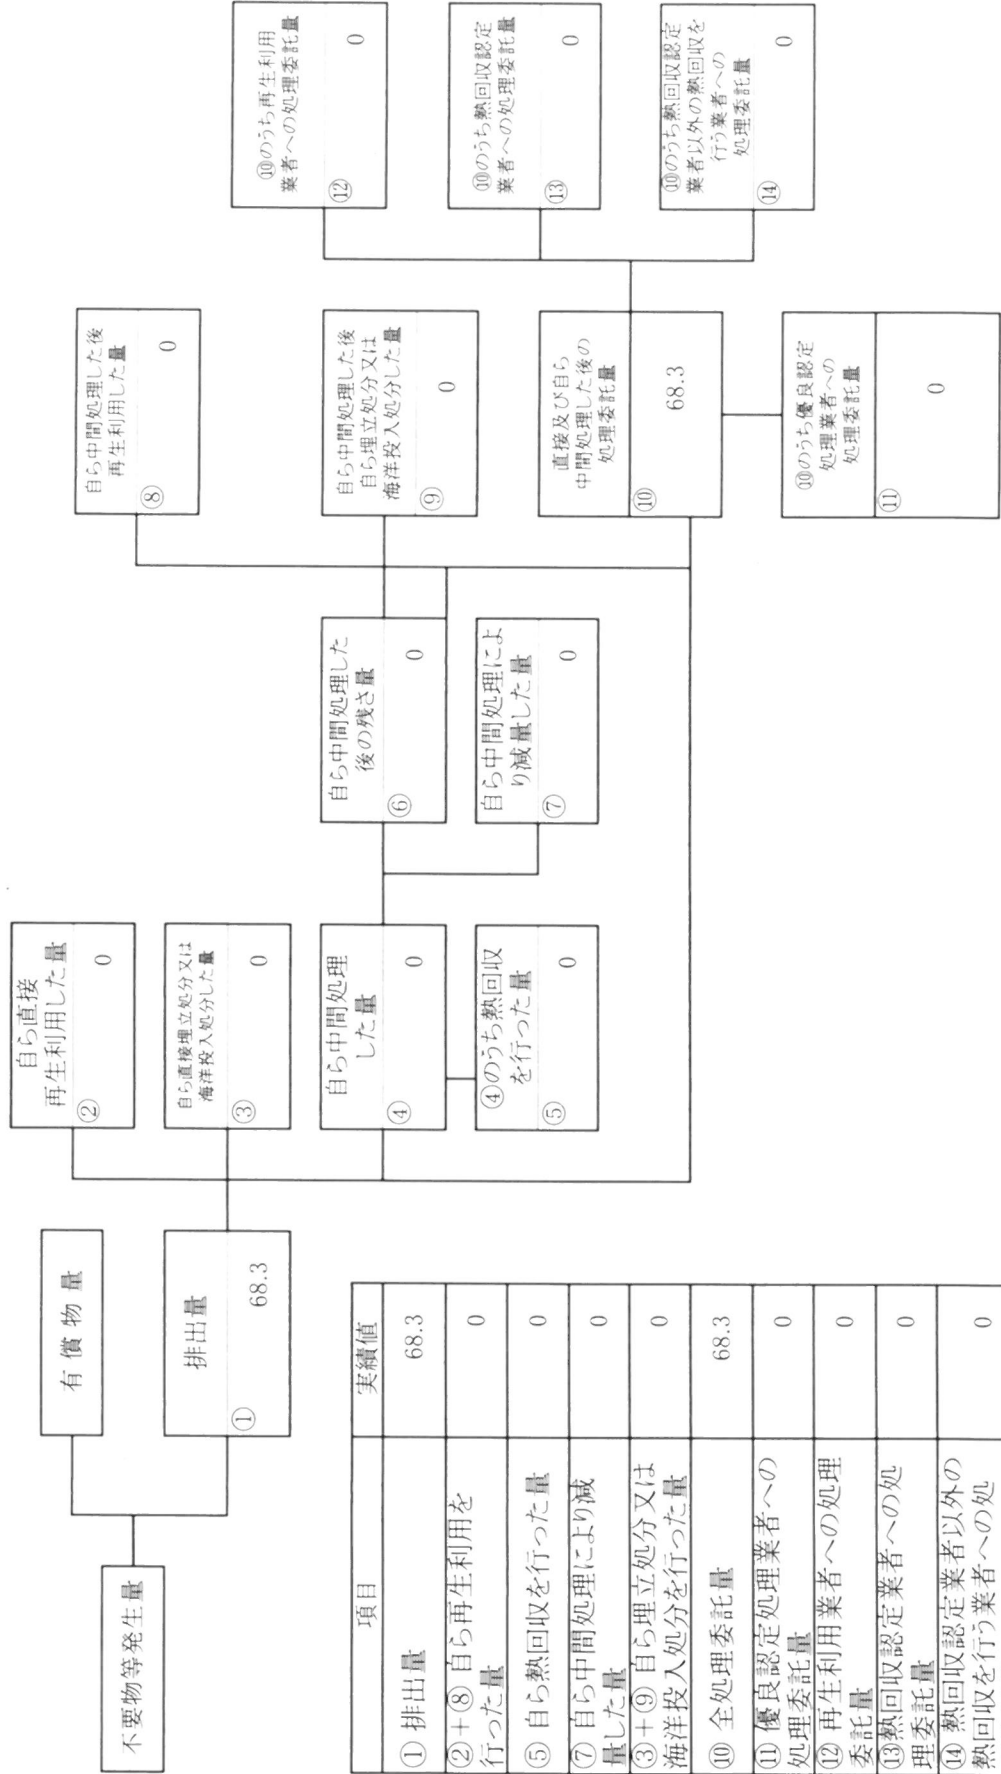 不要物等発生量
有償物量
排出量
① 68.3
自ら直接
再生利用した量
② 0
自ら直接埋立処分又は
海洋投入処分した量
③ 0
自ら中間処理
した量
④ 0
④のうち熱回収
を行った量
⑤ 0
自ら中間処理した
後の残さ量
⑥ 0
自ら中間処理によ
り減量した量
⑦ 0
自ら中間処理した後
再生利用した量
⑧ 0
自ら中間処理した後
自ら埋立処分又は
海洋投入処分した量
⑨ 0
直接及び自ら
中間処理した後の
処理委託量
⑩ 68.3
⑩のうち優良認定
処理業者への
処理委託量
⑪ 0
⑩のうち再生利用
業者への処理委託量
⑫ 0
⑩のうち熱回収認定
業者への処理委託量
⑬ 0
⑩のうち熱回収認定
業者以外の熱回収を
行う業者への
処理委託量
⑭ 0
項目 実績値
① 排出量 68.3
②+⑧ 自ら再生利用を
行った量 0
⑤ 自ら熱回収を行った量 0
⑦ 自ら中間処理により減
量した量 0
③+⑨ 自ら埋立処分又は
海洋投入処分を行った量 0
⑩ 全処理委託量 68.3
⑪ 優良認定処理業者への
処理委託量 0
⑫ 再生利用業者への処理
委託量 0
⑬熱回収認定業者への処
理委託量 0
⑭ 熱回収認定業者以外の
熱回収を行う業者への処 0